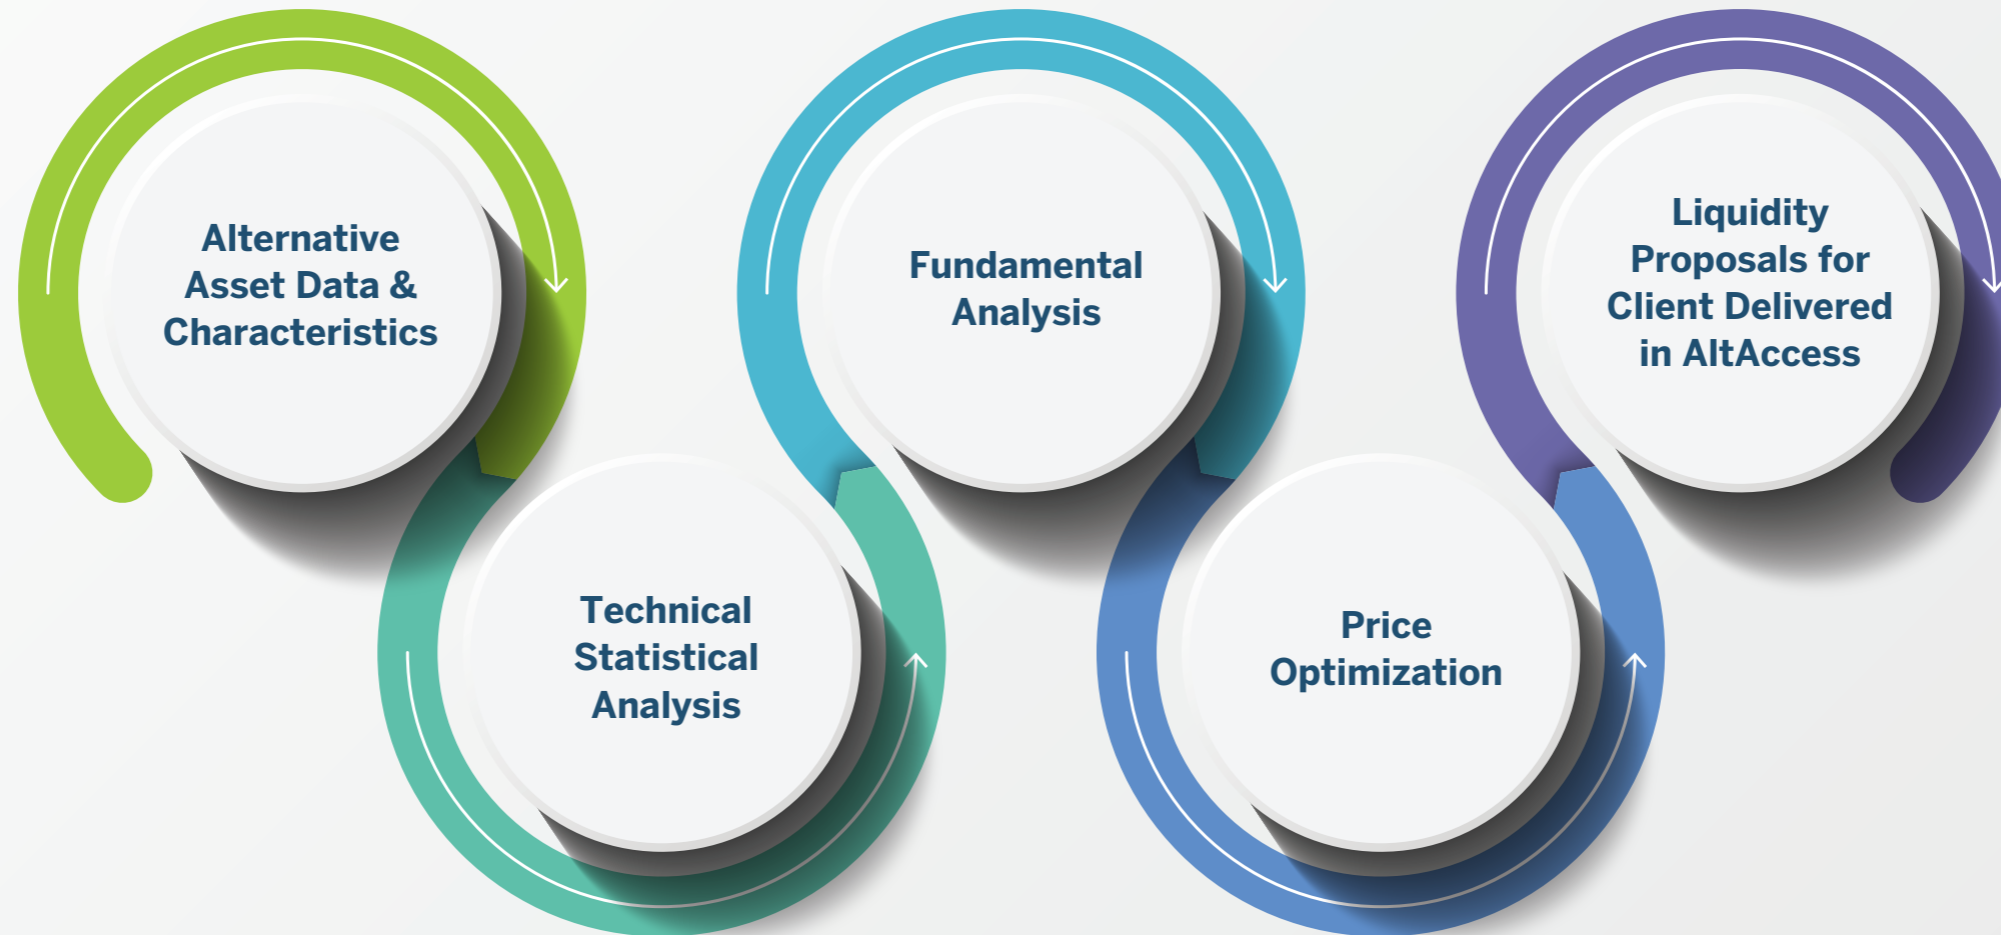 Alternative
Asset Data &
Characteristics
Technical
Statistical
Analysis
Fundamental
Analysis
Price
Optimization
Liquidity
Proposals for
Client Delivered
in AltAccess